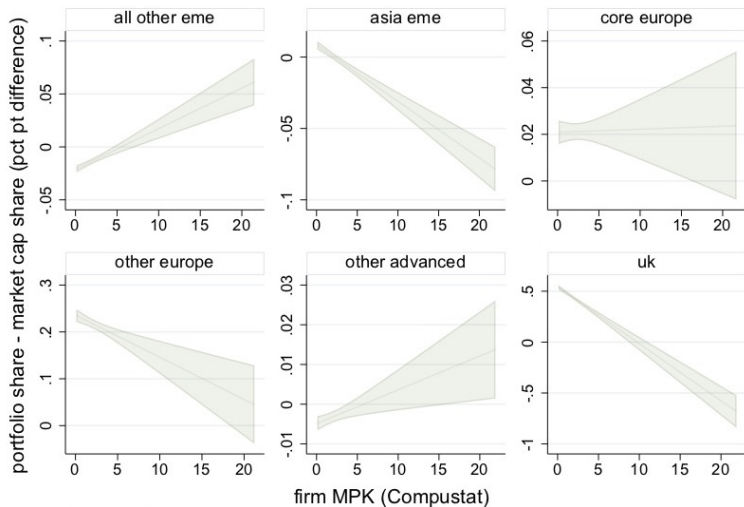 portfolio share - market cap share (pct pt difference)
all other eme
.1
.05
0
-.05
0 5 10 15 20
asia eme
0
-.05
-.1
0 5 10 15 20
core europe
.06
.04
.02
0
0 5 10 15 20
other europe
.3
.2
.1
0
0 5 10 15 20
other advanced
.03
.02
.01
0
-.01
0 5 10 15 20
uk
.5
0
-.5
-1
0 5 10 15 20
firm MPK (Compustat)